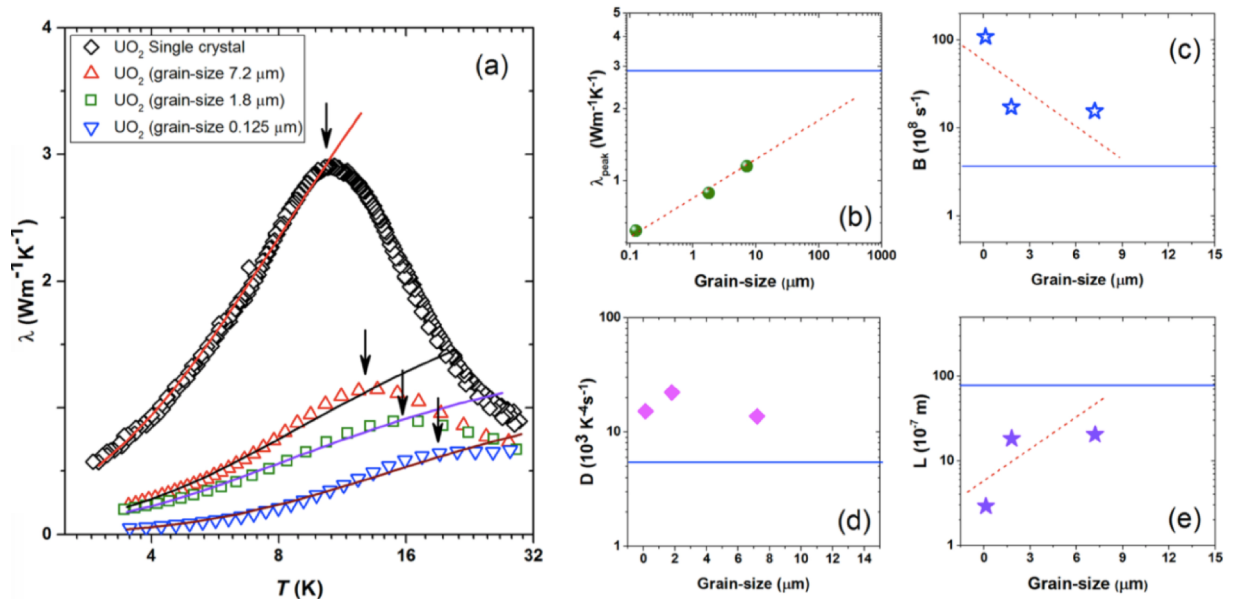 UO₂ Single crystal
UO₂ (grain-size 7.2 μm)
UO₂ (grain-size 1.8 μm)
UO₂ (grain-size 0.125 μm)
(a)
4
3
2
1
0
λ (Wm⁻¹K⁻¹)
4 8 16 32
T (K)
5
4
3
2
1
λpeak (Wm⁻¹K⁻¹)
(b)
0.1 1 10 100 1000
Grain-size (μm)
100
10
1
B (10⁸ s⁻¹)
(c)
0 3 6 9 12 15
Grain-size (μm)
100
10
1
D (10³ K-⁴s⁻¹)
(d)
0 2 4 6 8 10 12 14
Grain-size (μm)
100
10
1
L (10⁻⁷ m)
(e)
0 3 6 9 12 15
Grain-size (μm)